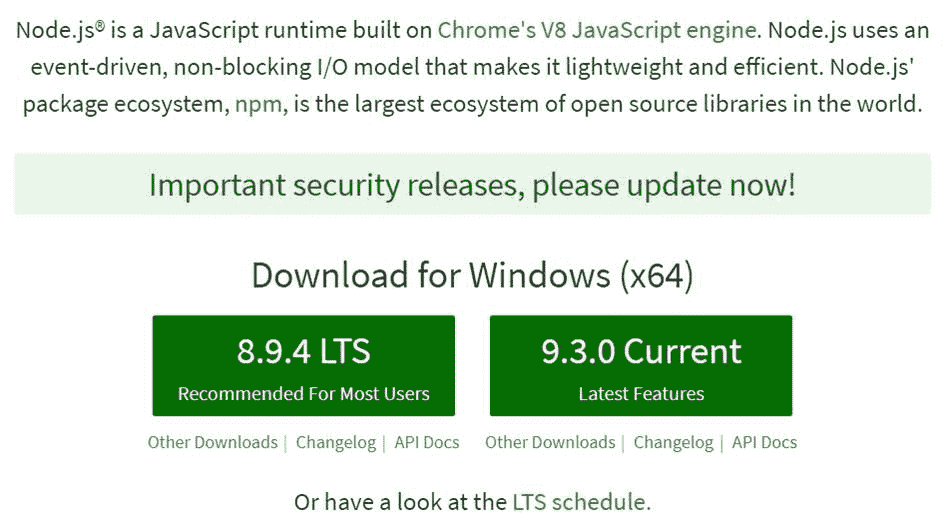 Node.js® is a JavaScript runtime built on Chrome's V8 JavaScript engine. Node.js uses an
event-driven, non-blocking I/O model that makes it lightweight and efficient. Node.js'
package ecosystem, npm, is the largest ecosystem of open source libraries in the world.
Important security releases, please update now!
Download for Windows (x64)
8.9.4 LTS
Recommended For Most Users
Other Downloads | Changelog | API Docs
9.3.0 Current
Latest Features
Other Downloads | Changelog | API Docs
Or have a look at the LTS schedule.